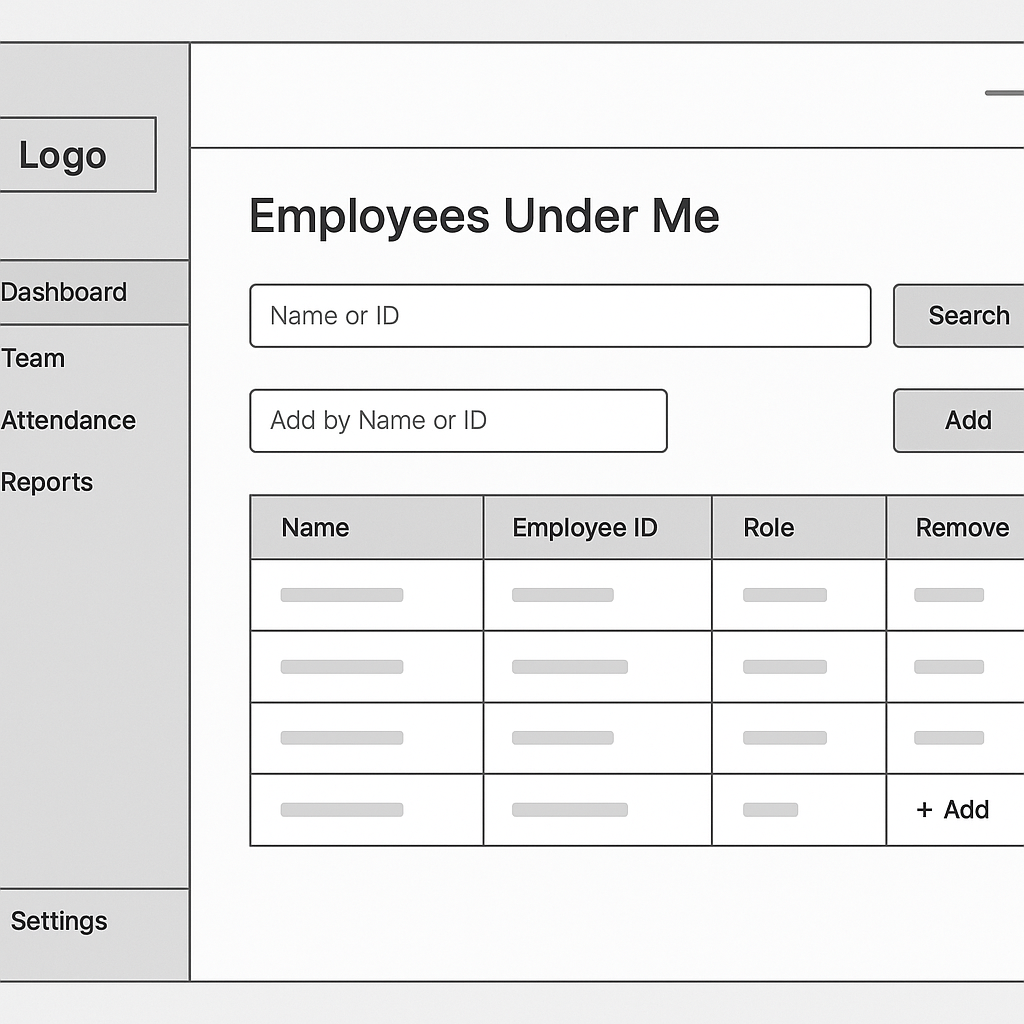 Logo
Dashboard
Team
Attendance
Reports
Settings
Employees Under Me
Name or ID
Search
Add by Name or ID
Add
Name Employee ID Role Remove
+ Add